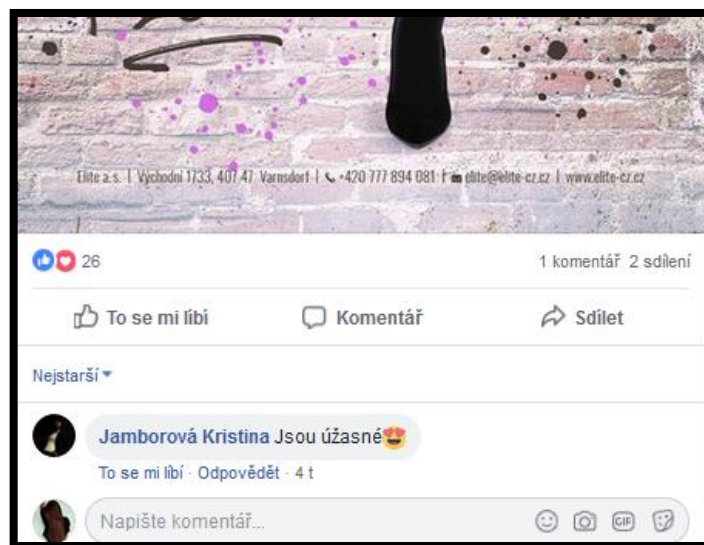 Elite a.s. | Východní 1733, 407 47 Varnsdorf | +420 777 894 081 | elite@elite-cz.cz | www.elite-cz.cz
26
1 komentář 2 sdílení
To se mi líbí Komentář Sdílet
Nejstarší
Jamborová Kristina Jsou úžasné😍
To se mi líbí · Odpovědět · 4 t
Napište komentář... GIF